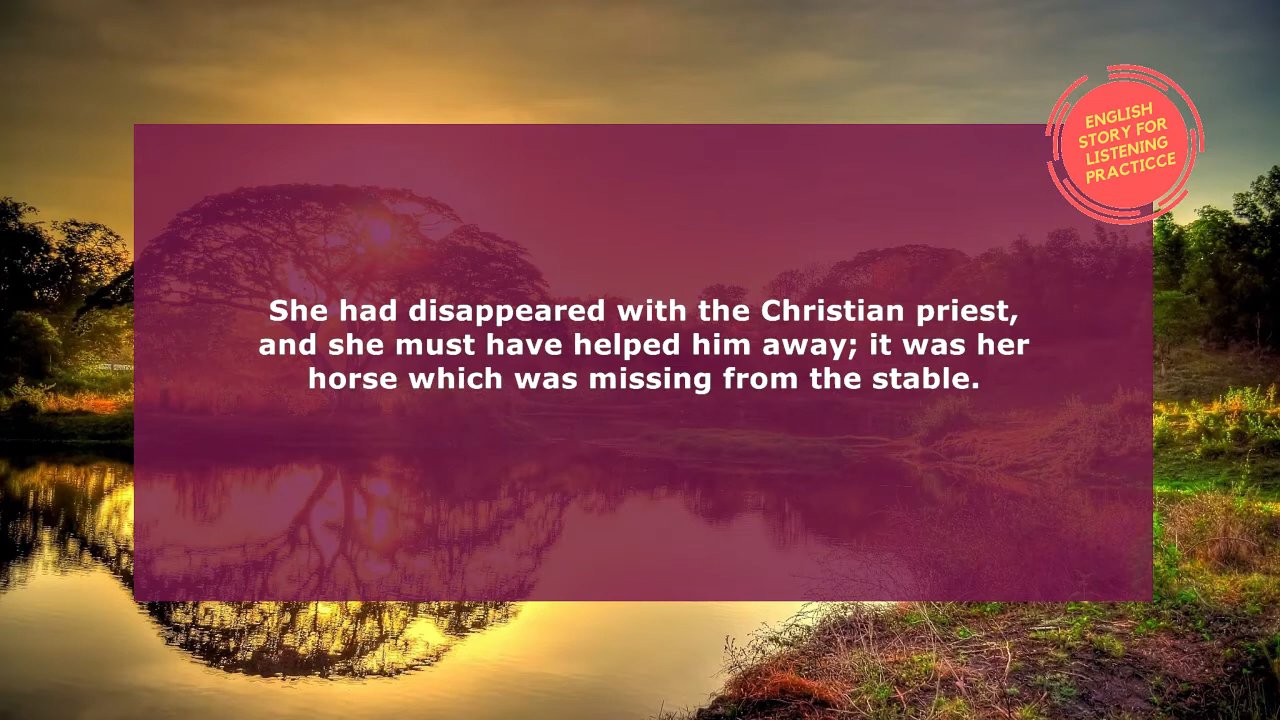 ENGLISH
STORY FOR
LISTENING
PRACTICCE
She had disappeared with the Christian priest,
and she must have helped him away; it was her
horse which was missing from the stable.